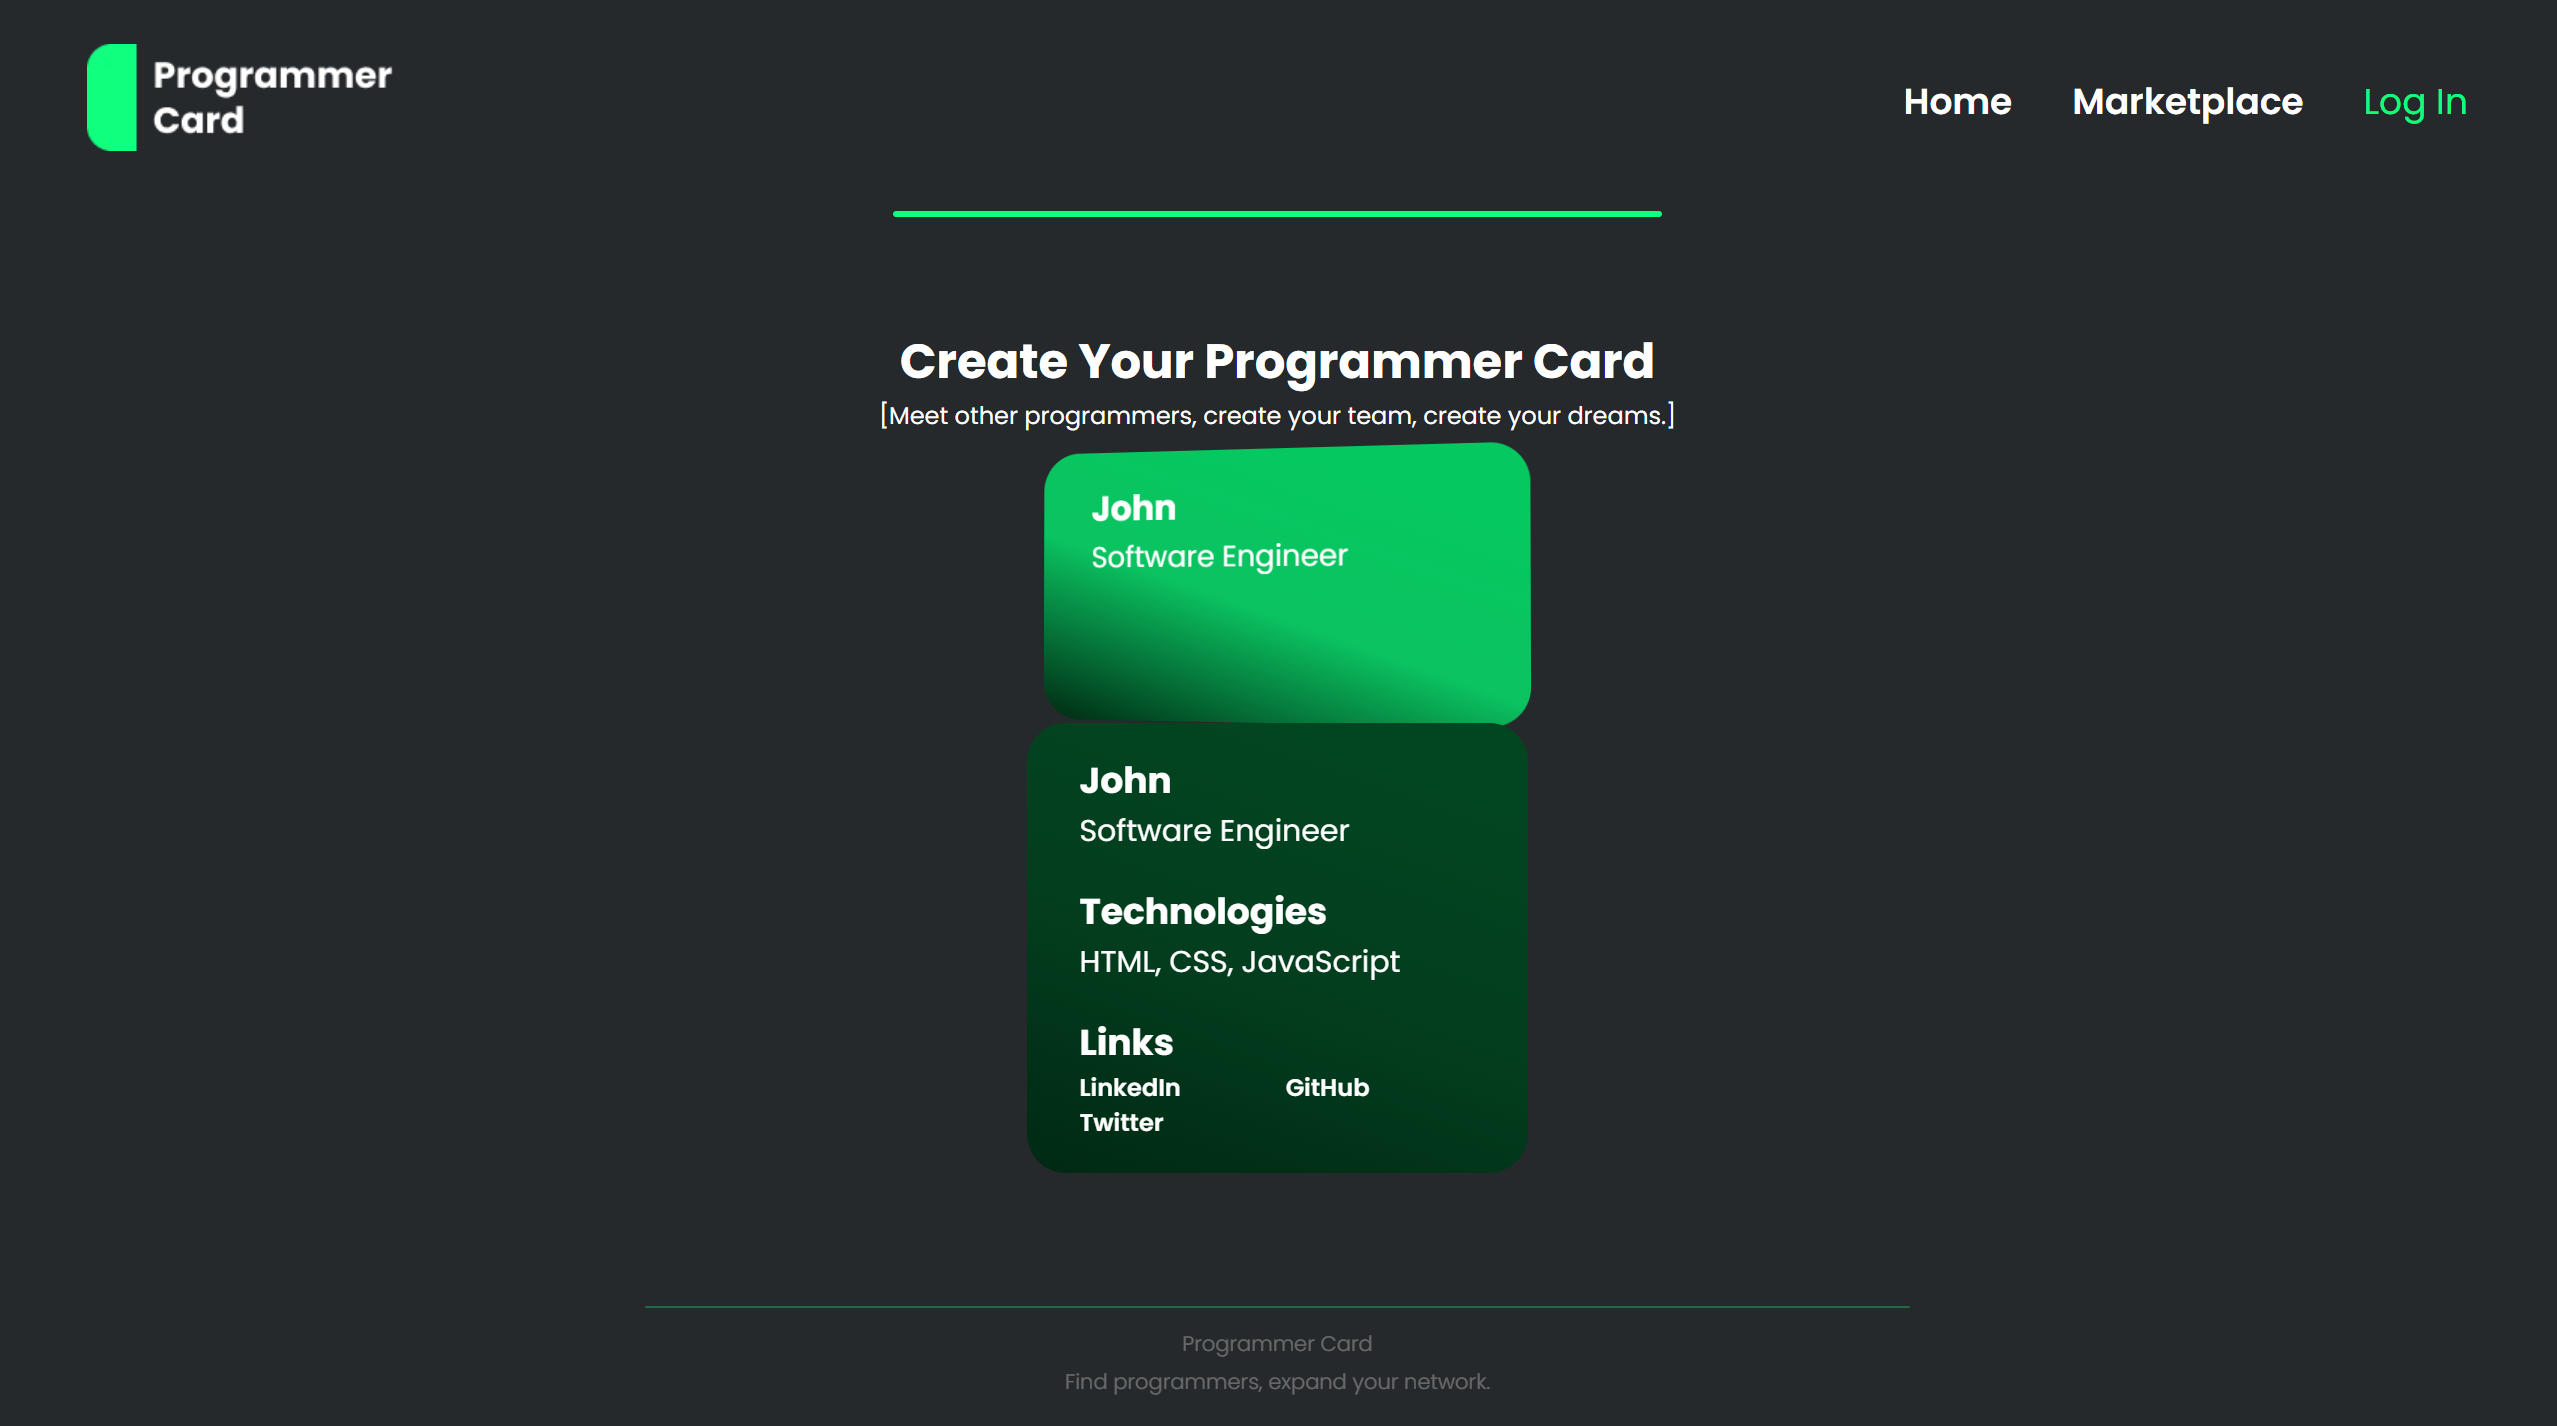 Programmer
Card
Home Marketplace Log In
Create Your Programmer Card
[Meet other programmers, create your team, create your dreams.]
John
Software Engineer
John
Software Engineer
Technologies
HTML, CSS, JavaScript
Links
LinkedIn GitHub
Twitter
Programmer Card
Find programmers, expand your network.